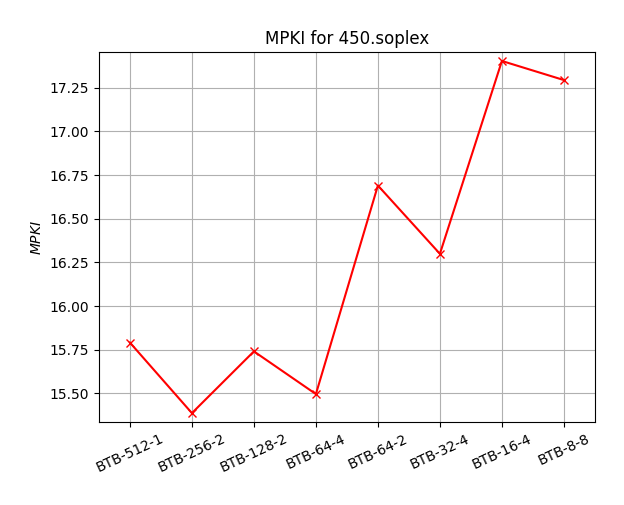 MPKI for 450.soplex
MPKI
17.25
17.00
16.75
16.50
16.25
16.00
15.75
15.50
BTB-512-1
BTB-256-2
BTB-128-2
BTB-64-4
BTB-64-2
BTB-32-4
BTB-16-4
BTB-8-8